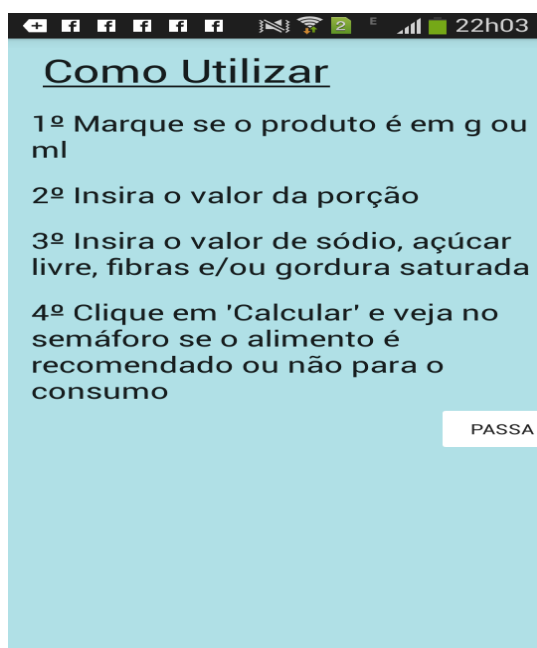 2 E 22h03
Como Utilizar
1º Marque se o produto é em g ou
ml
2º Insira o valor da porção
3º Insira o valor de sódio, açúcar
livre, fibras e/ou gordura saturada
4º Clique em 'Calcular' e veja no
semáforo se o alimento é
recomendado ou não para o
consumo
PASSA